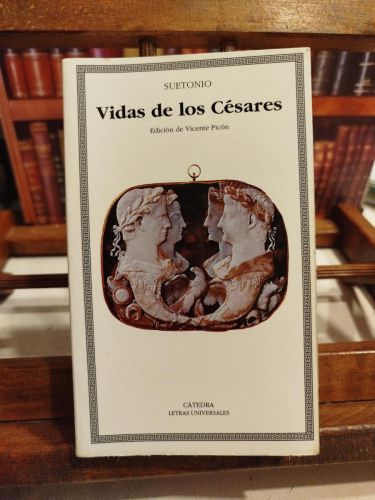 SUETONIO
Vidas de los Césares
Edición de Vicente Picón
CÁTEDRA
LETRAS UNIVERSALES